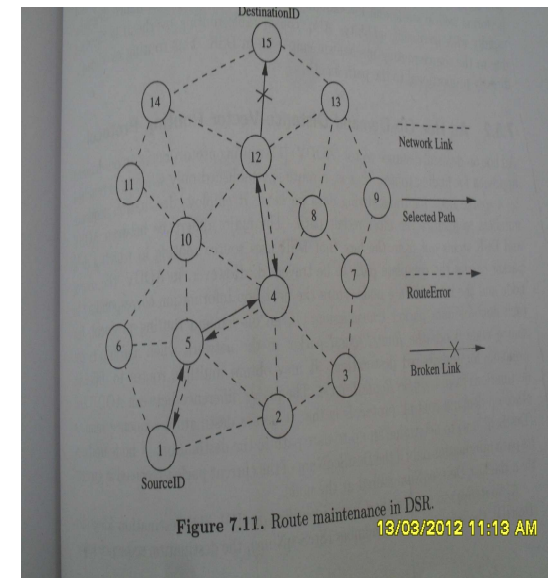 DestinationID
15
14
13
Network Link
12
11
9
8
Selected Path
10
7
RouteError
4
6
5
Broken Link
3
2
1
SourceID
Figure 7.11. Route maintenance in DSR.
13/03/2012 11:13 AM